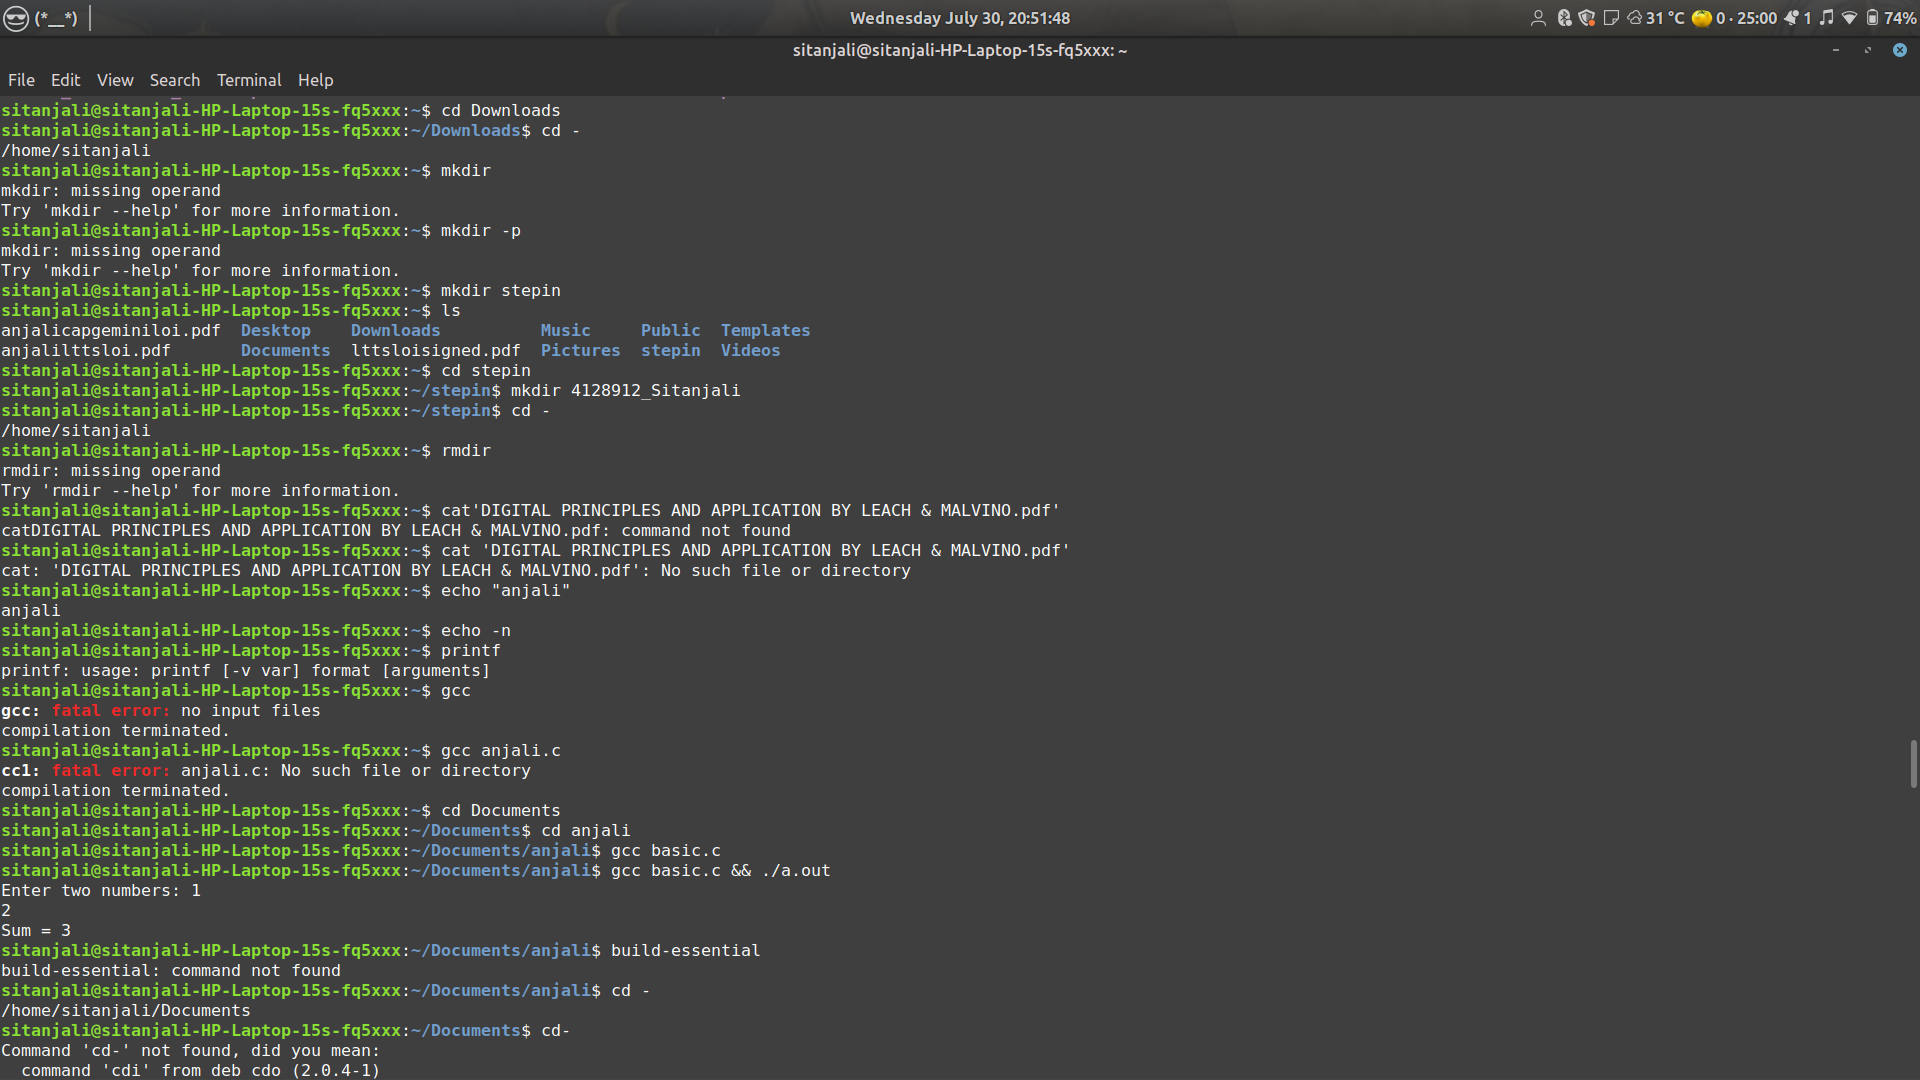 (*__*)
Wednesday July 30, 20:51:48
31 °C 0 · 25:00 1 74%
sitanjali@sitanjali-HP-Laptop-15s-fq5xxx: ~
File Edit View Search Terminal Help
sitanjali@sitanjali-HP-Laptop-15s-fq5xxx:~$ cd Downloads
sitanjali@sitanjali-HP-Laptop-15s-fq5xxx:~/Downloads$ cd -
/home/sitanjali
sitanjali@sitanjali-HP-Laptop-15s-fq5xxx:~$ mkdir
mkdir: missing operand
Try 'mkdir --help' for more information.
sitanjali@sitanjali-HP-Laptop-15s-fq5xxx:~$ mkdir -p
mkdir: missing operand
Try 'mkdir --help' for more information.
sitanjali@sitanjali-HP-Laptop-15s-fq5xxx:~$ mkdir stepin
sitanjali@sitanjali-HP-Laptop-15s-fq5xxx:~$ ls
anjalicapgeminiloi.pdf  Desktop    Downloads          Music     Public  Templates
anjalilttsloi.pdf       Documents  lttsloisigned.pdf  Pictures  stepin  Videos
sitanjali@sitanjali-HP-Laptop-15s-fq5xxx:~$ cd stepin
sitanjali@sitanjali-HP-Laptop-15s-fq5xxx:~/stepin$ mkdir 4128912_Sitanjali
sitanjali@sitanjali-HP-Laptop-15s-fq5xxx:~/stepin$ cd -
/home/sitanjali
sitanjali@sitanjali-HP-Laptop-15s-fq5xxx:~$ rmdir
rmdir: missing operand
Try 'rmdir --help' for more information.
sitanjali@sitanjali-HP-Laptop-15s-fq5xxx:~$ cat'DIGITAL PRINCIPLES AND APPLICATION BY LEACH & MALVINO.pdf'
catDIGITAL PRINCIPLES AND APPLICATION BY LEACH & MALVINO.pdf: command not found
sitanjali@sitanjali-HP-Laptop-15s-fq5xxx:~$ cat 'DIGITAL PRINCIPLES AND APPLICATION BY LEACH & MALVINO.pdf'
cat: 'DIGITAL PRINCIPLES AND APPLICATION BY LEACH & MALVINO.pdf': No such file or directory
sitanjali@sitanjali-HP-Laptop-15s-fq5xxx:~$ echo "anjali"
anjali
sitanjali@sitanjali-HP-Laptop-15s-fq5xxx:~$ echo -n
sitanjali@sitanjali-HP-Laptop-15s-fq5xxx:~$ printf
printf: usage: printf [-v var] format [arguments]
sitanjali@sitanjali-HP-Laptop-15s-fq5xxx:~$ gcc
gcc: fatal error: no input files
compilation terminated.
sitanjali@sitanjali-HP-Laptop-15s-fq5xxx:~$ gcc anjali.c
cc1: fatal error: anjali.c: No such file or directory
compilation terminated.
sitanjali@sitanjali-HP-Laptop-15s-fq5xxx:~$ cd Documents
sitanjali@sitanjali-HP-Laptop-15s-fq5xxx:~/Documents$ cd anjali
sitanjali@sitanjali-HP-Laptop-15s-fq5xxx:~/Documents/anjali$ gcc basic.c
sitanjali@sitanjali-HP-Laptop-15s-fq5xxx:~/Documents/anjali$ gcc basic.c && ./a.out
Enter two numbers: 1
2
Sum = 3
sitanjali@sitanjali-HP-Laptop-15s-fq5xxx:~/Documents/anjali$ build-essential
build-essential: command not found
sitanjali@sitanjali-HP-Laptop-15s-fq5xxx:~/Documents/anjali$ cd -
/home/sitanjali/Documents
sitanjali@sitanjali-HP-Laptop-15s-fq5xxx:~/Documents$ cd-
Command 'cd-' not found, did you mean:
  command 'cdi' from deb cdo (2.0.4-1)